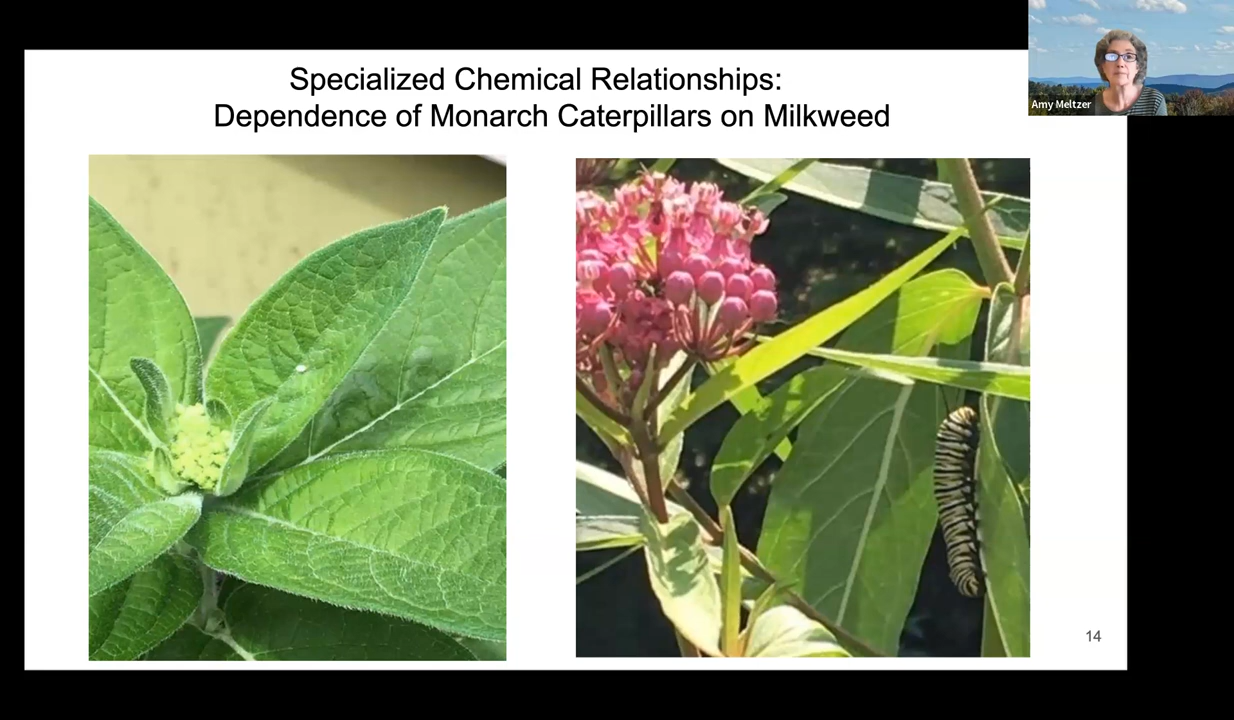 Specialized Chemical Relationships:
Dependence of Monarch Caterpillars on Milkweed
Amy Meltzer
14